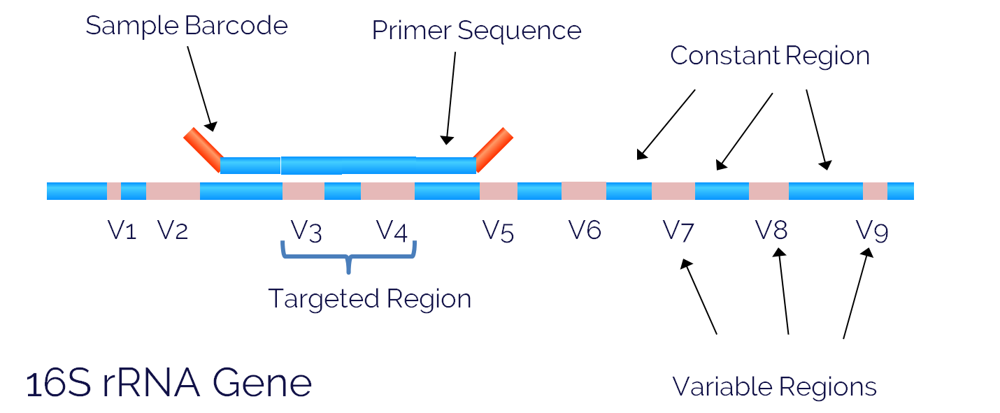 Sample Barcode
Primer Sequence
Constant Region
V1 V2 V3 V4 V5 V6 V7 V8 V9
Targeted Region
16S rRNA Gene
Variable Regions